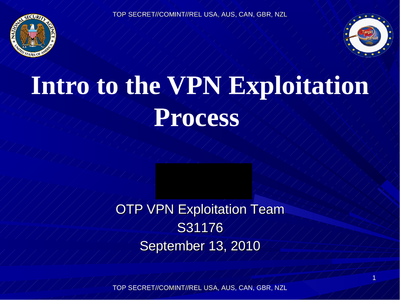 TOP SECRET//COMINT//REL USA, AUS, CAN, GBR, NZL
Intro to the VPN Exploitation
Process
OTP VPN Exploitation Team
S31176
September 13, 2010
1
TOP SECRET//COMINT//REL USA, AUS, CAN, GBR, NZL